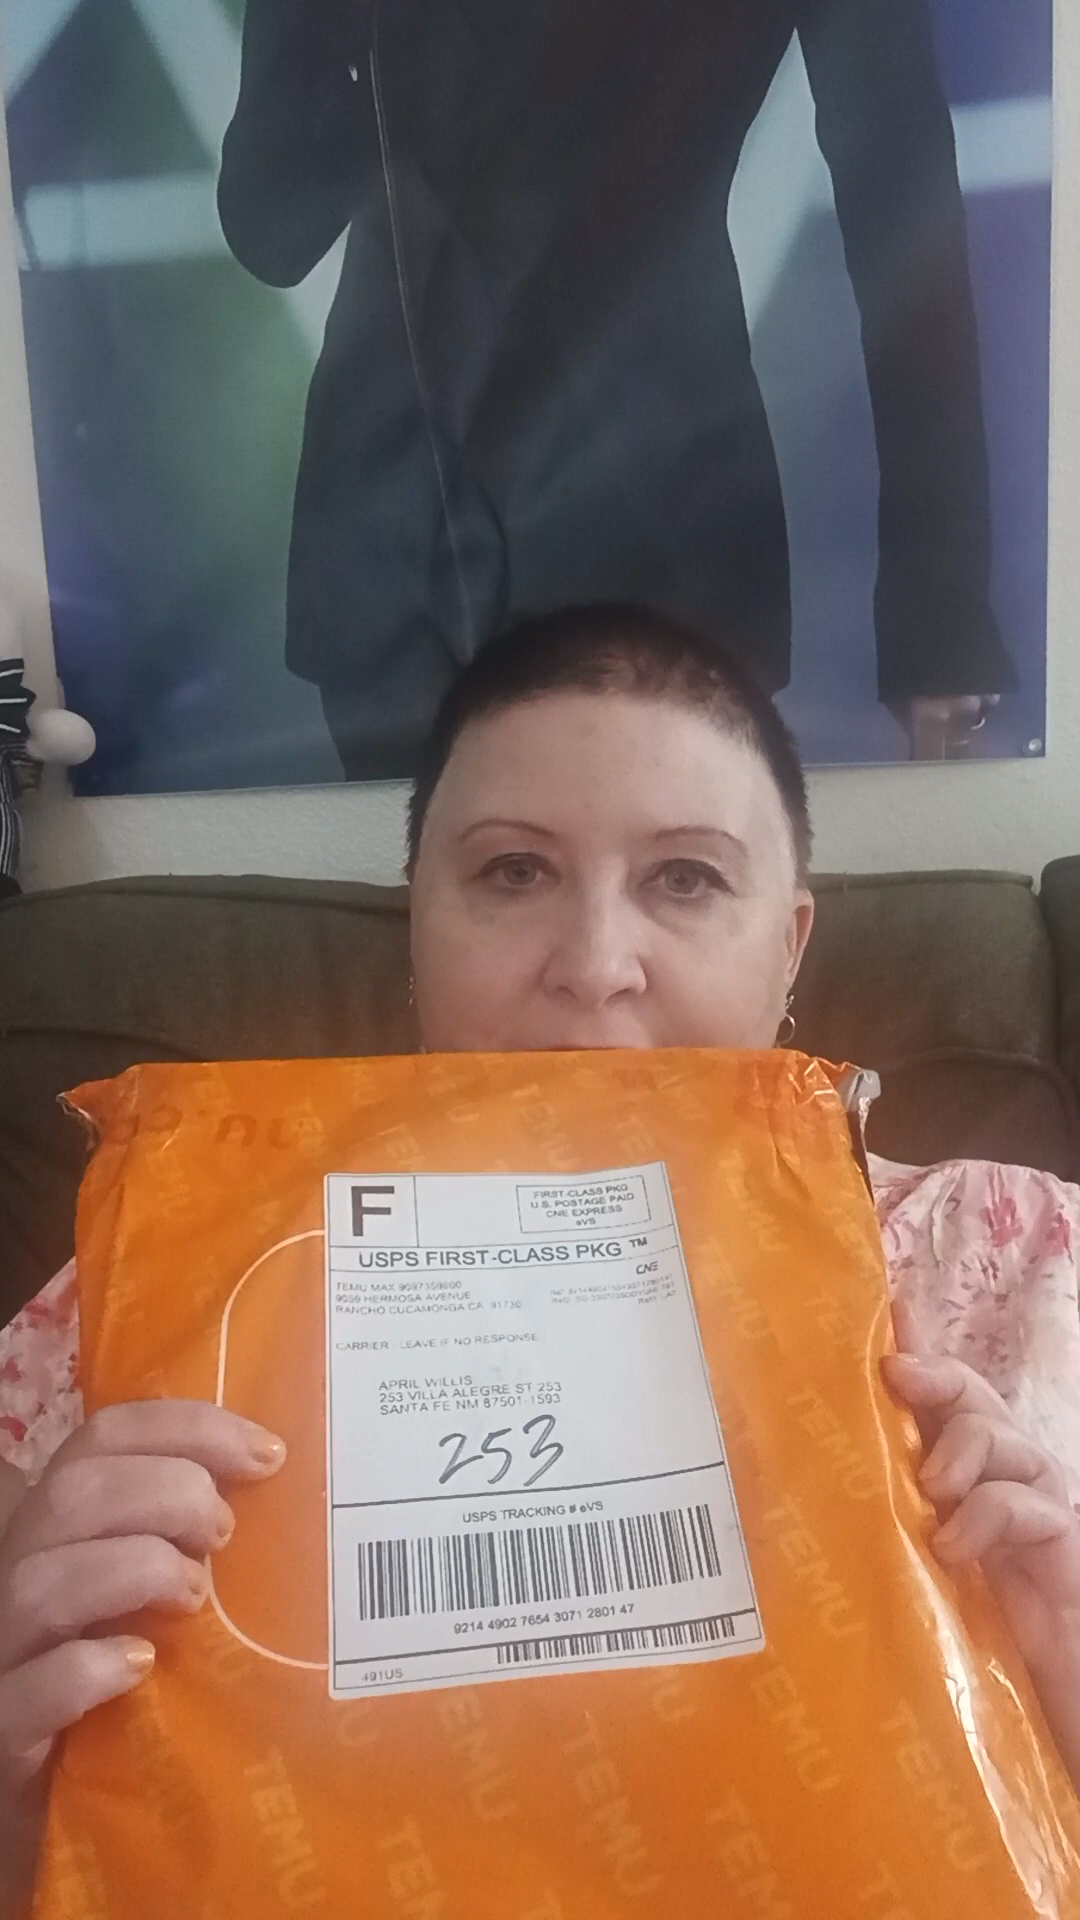 TEMU
F
FIRST-CLASS PKG
U.S. POSTAGE PAID
CNE EXPRESS
eVS
USPS FIRST-CLASS PKG ™
CNE
TEMU MAX 9097359600
9059 HERMOSA AVENUE
RANCHO CUCAMONGA CA 91730
CARRIER - LEAVE IF NO RESPONSE
APRIL WILLIS
253 VILLA ALEGRE ST 253
SANTA FE NM 87501-1593
253
USPS TRACKING # eVS
9214 4902 7654 3071 2801 47
491US